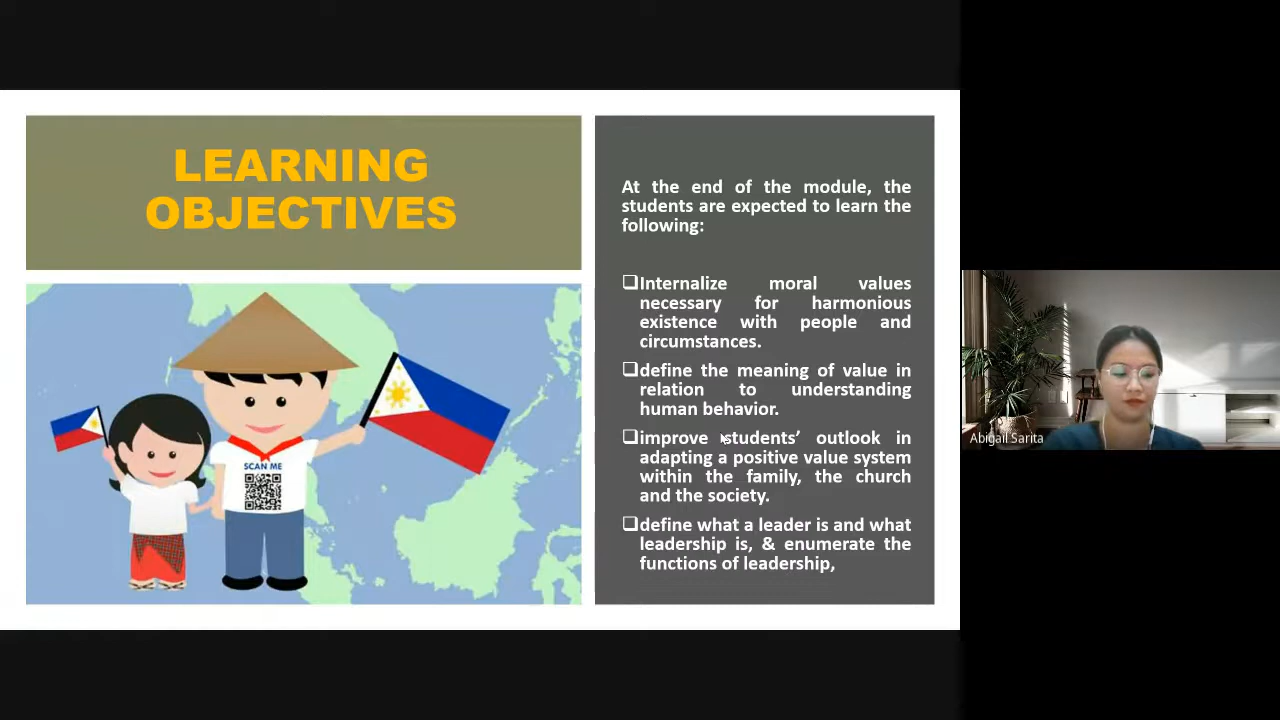 LEARNING
OBJECTIVES
SCAN ME
At the end of the module, the
students are expected to learn the
following:
❑Internalize moral values
necessary for harmonious
existence with people and
circumstances.
❑define the meaning of value in
relation to understanding
human behavior.
❑improve students’ outlook in
adapting a positive value system
within the family, the church
and the society.
❑define what a leader is and what
leadership is, & enumerate the
functions of leadership,
Abigail Sarita